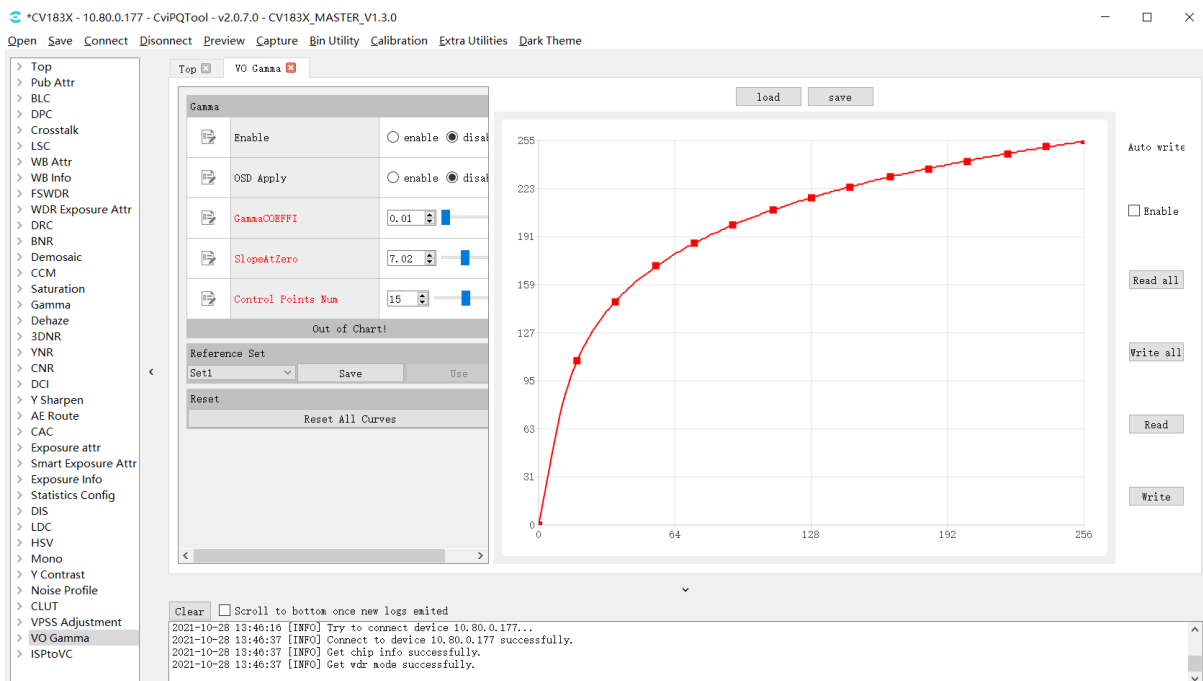 *CV183X - 10.80.0.177 - CviPQTool - v2.0.7.0 - CV183X_MASTER_V1.3.0
Open Save Connect Disonnect Preview Capture Bin Utility Calibration Extra Utilities Dark Theme
Top
Pub Attr
BLC
DPC
Crosstalk
LSC
WB Attr
WB Info
FSWDR
WDR Exposure Attr
DRC
BNR
Demosaic
CCM
Saturation
Gamma
Dehaze
3DNR
YNR
CNR
DCI
Y Sharpen
AE Route
CAC
Exposure attr
Smart Exposure Attr
Exposure Info
Statistics Config
DIS
LDC
HSV
Mono
Y Contrast
Noise Profile
CLUT
VPSS Adjustment
VO Gamma
ISPtoVC
Top VO Gamma
Gamma
Enable enable disal
OSD Apply enable disal
GammaCOEFFI 0.01
SlopeAtZero 7.02
Control Points Num 15
Out of Chart!
Reference Set
Set1 Save Use
Reset
Reset All Curves
load save
255
223
191
159
127
95
63
31
0
0 64 128 192 256
Auto write
Enable
Read all
Write all
Read
Write
Clear Scroll to bottom once new logs emited
2021-10-28 13:46:16 [INFO] Try to connect device 10.80.0.177...
2021-10-28 13:46:37 [INFO] Connect to device 10.80.0.177 successfully.
2021-10-28 13:46:37 [INFO] Get chip info successfully.
2021-10-28 13:46:37 [INFO] Get wdr mode successfully.